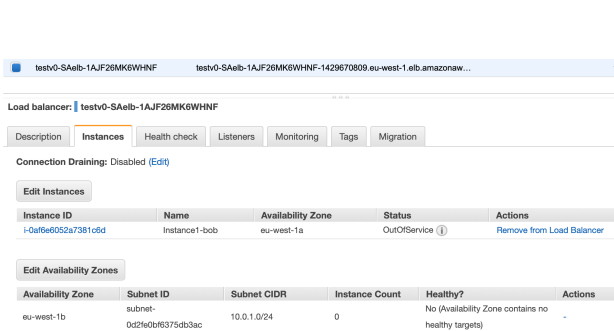 testv0-SAelb-1AJF26MK6WHNF testv0-SAelb-1AJF26MK6WHNF-1429670809.eu-west-1.elb.amazonaw...
Load balancer: testv0-SAelb-1AJF26MK6WHNF
Description Instances Health check Listeners Monitoring Tags Migration
Connection Draining: Disabled (Edit)
Edit Instances
Instance ID Name Availability Zone Status Actions
i-0af6e6052a7381c6d Instance1-bob eu-west-1a OutOfService i Remove from Load Balancer
Edit Availability Zones
Availability Zone Subnet ID Subnet CIDR Instance Count Healthy? Actions
eu-west-1b subnet-0d2fe0bf6375db3ac 10.0.1.0/24 0 No (Availability Zone contains no healthy targets) -